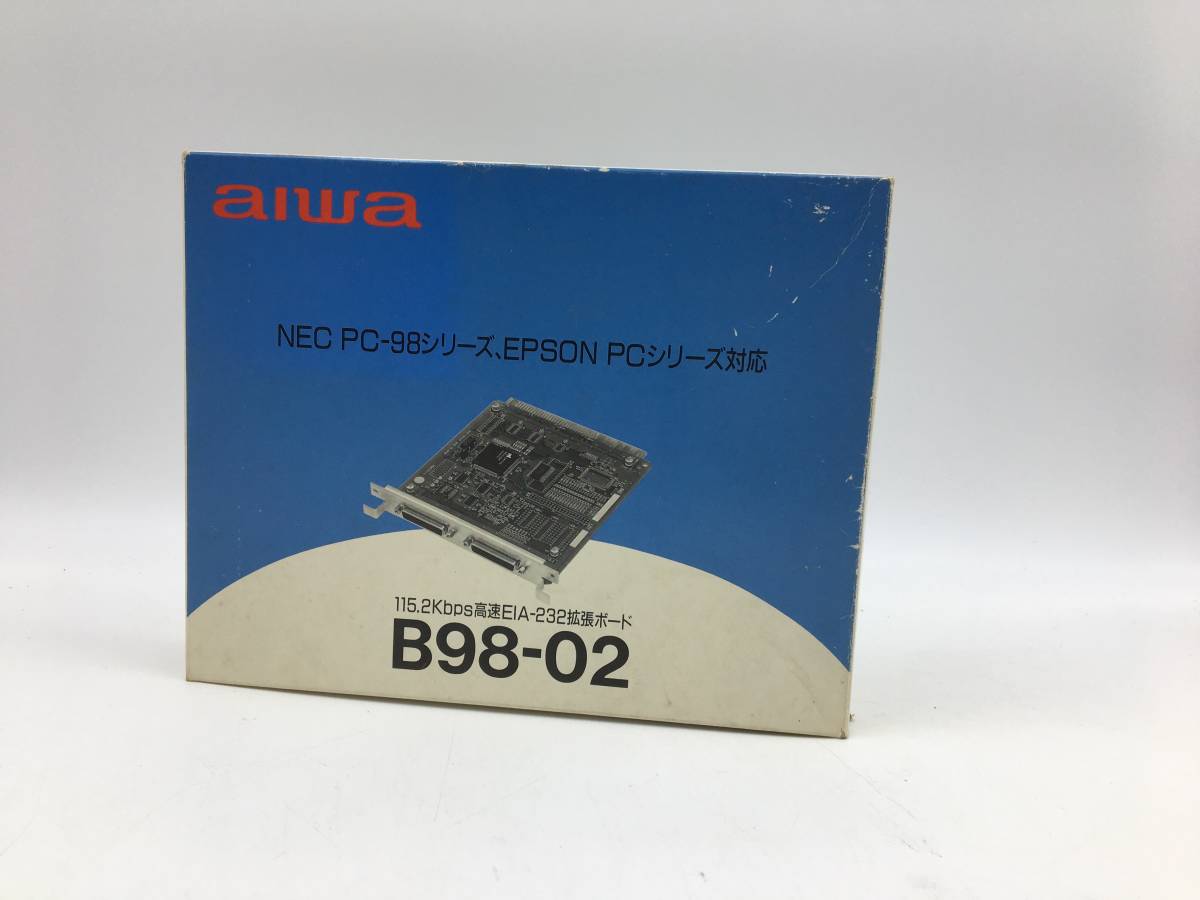 aiwa
NEC PC-98シリーズ、EPSON PCシリーズ対応
115.2Kbps高速EIA-232拡張ボード
B98-02